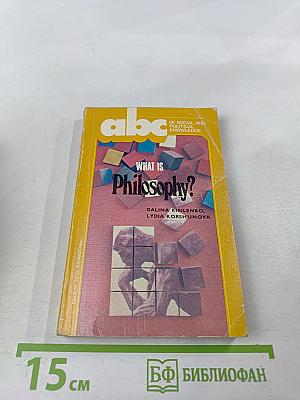 abc
OF SOCIAL AND
POLITICAL
KNOWLEDGE
WHAT IS
Philosophy?
GALINA KIRILENKO,
LYDIA KORSHUNOVA
15 см
БФ БИБЛИОФАН